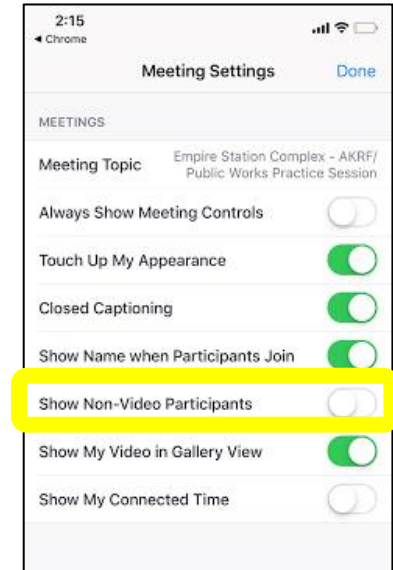 2:15
◄ Chrome
Meeting Settings
Done
MEETINGS
Meeting Topic
Empire Station Complex - AKRF/
Public Works Practice Session
Always Show Meeting Controls
Touch Up My Appearance
Closed Captioning
Show Name when Participants Join
Show Non-Video Participants
Show My Video in Gallery View
Show My Connected Time